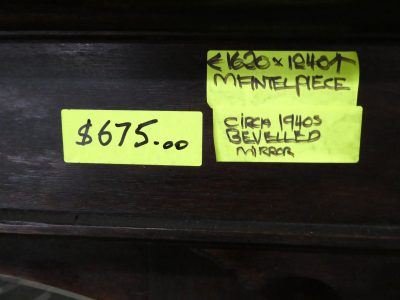 ←1620 x 1240↑
MANTELPIECE
CIRCA 1940s
BEVELLED
MIRROR
$675.00